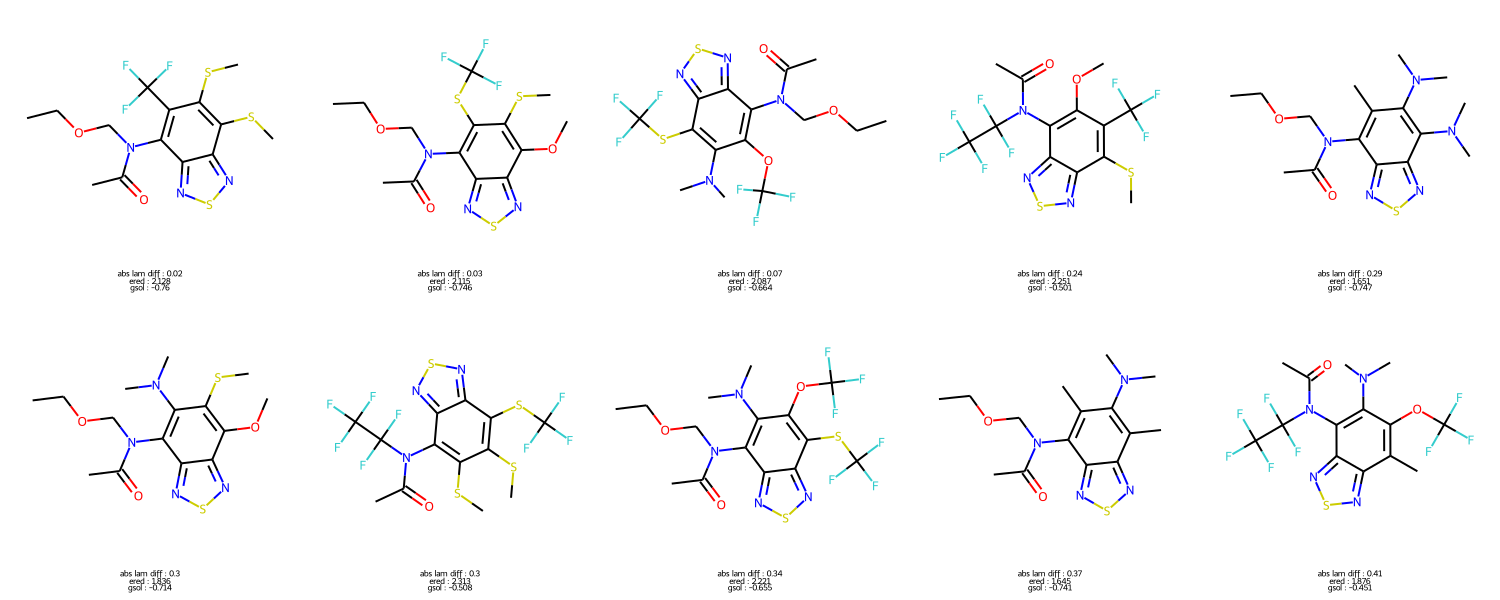 abs lam diff : 0.02
ered : 2.128
gsol : -0.76
abs lam diff : 0.03
ered : 2.115
gsol : -0.746
abs lam diff : 0.07
ered : 2.087
gsol : -0.664
abs lam diff : 0.24
ered : 2.251
gsol : -0.501
abs lam diff : 0.29
ered : 1.651
gsol : -0.747
abs lam diff : 0.3
ered : 1.836
gsol : -0.714
abs lam diff : 0.3
ered : 2.313
gsol : -0.508
abs lam diff : 0.34
ered : 2.221
gsol : -0.655
abs lam diff : 0.37
ered : 1.645
gsol : -0.741
abs lam diff : 0.41
ered : 1.876
gsol : -0.451